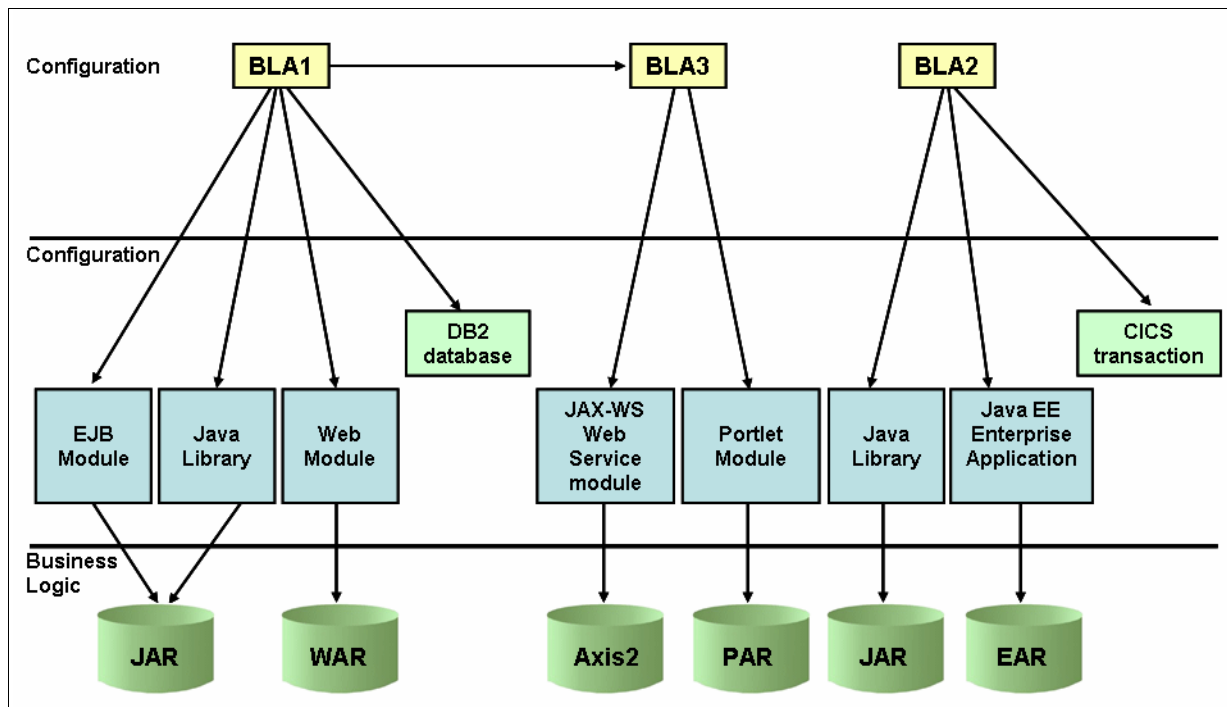 Configuration
BLA1
BLA3
BLA2
Configuration
DB2
database
CICS
transaction
EJB
Module
Java
Library
Web
Module
JAX-WS
Web
Service
module
Portlet
Module
Java
Library
Java EE
Enterprise
Application
Business
Logic
JAR
WAR
Axis2
PAR
JAR
EAR